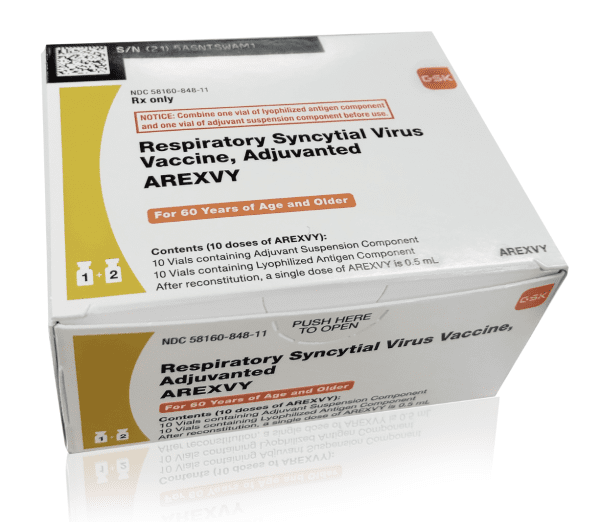 S/N (21) 5ASNTSWAM1
NDC 58160-848-11
Rx only
GSK
NOTICE: Combine one vial of lyophilized antigen component
and one vial of adjuvant suspension component before use.
Respiratory Syncytial Virus
Vaccine, Adjuvanted
AREXVY
For 60 Years of Age and Older
Contents (10 doses of AREXVY):
10 Vials containing Adjuvant Suspension Component
10 Vials containing Lyophilized Antigen Component
After reconstitution, a single dose of AREXVY is 0.5 mL
AREXVY
1 + 2
PUSH HERE
TO OPEN
GSK
NDC 58160-848-11
Respiratory Syncytial Virus Vaccine,
Adjuvanted
AREXVY
For 60 Years of Age and Older
Contents (10 doses of AREXVY):
10 Vials containing Adjuvant Suspension Component
10 Vials containing Lyophilized Antigen Component
After reconstitution, a single dose of AREXVY is 0.5 mL
1 + 2